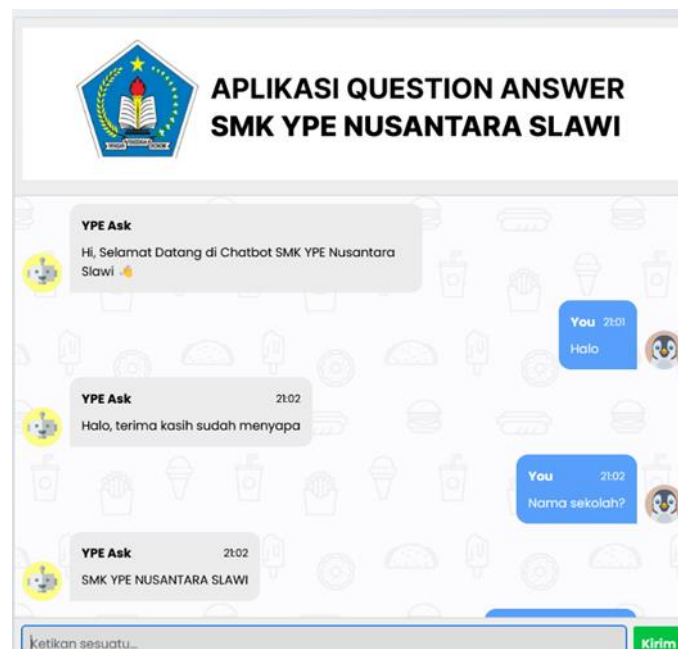 APLIKASI QUESTION ANSWER
SMK YPE NUSANTARA SLAWI
YPE Ask
Hi, Selamat Datang di Chatbot SMK YPE Nusantara
Slawi 👋
You 21:01
Halo
YPE Ask 21:02
Halo, terima kasih sudah menyapa
You 21:02
Nama sekolah?
YPE Ask 21:02
SMK YPE NUSANTARA SLAWI
Ketikan sesuatu...
Kirim